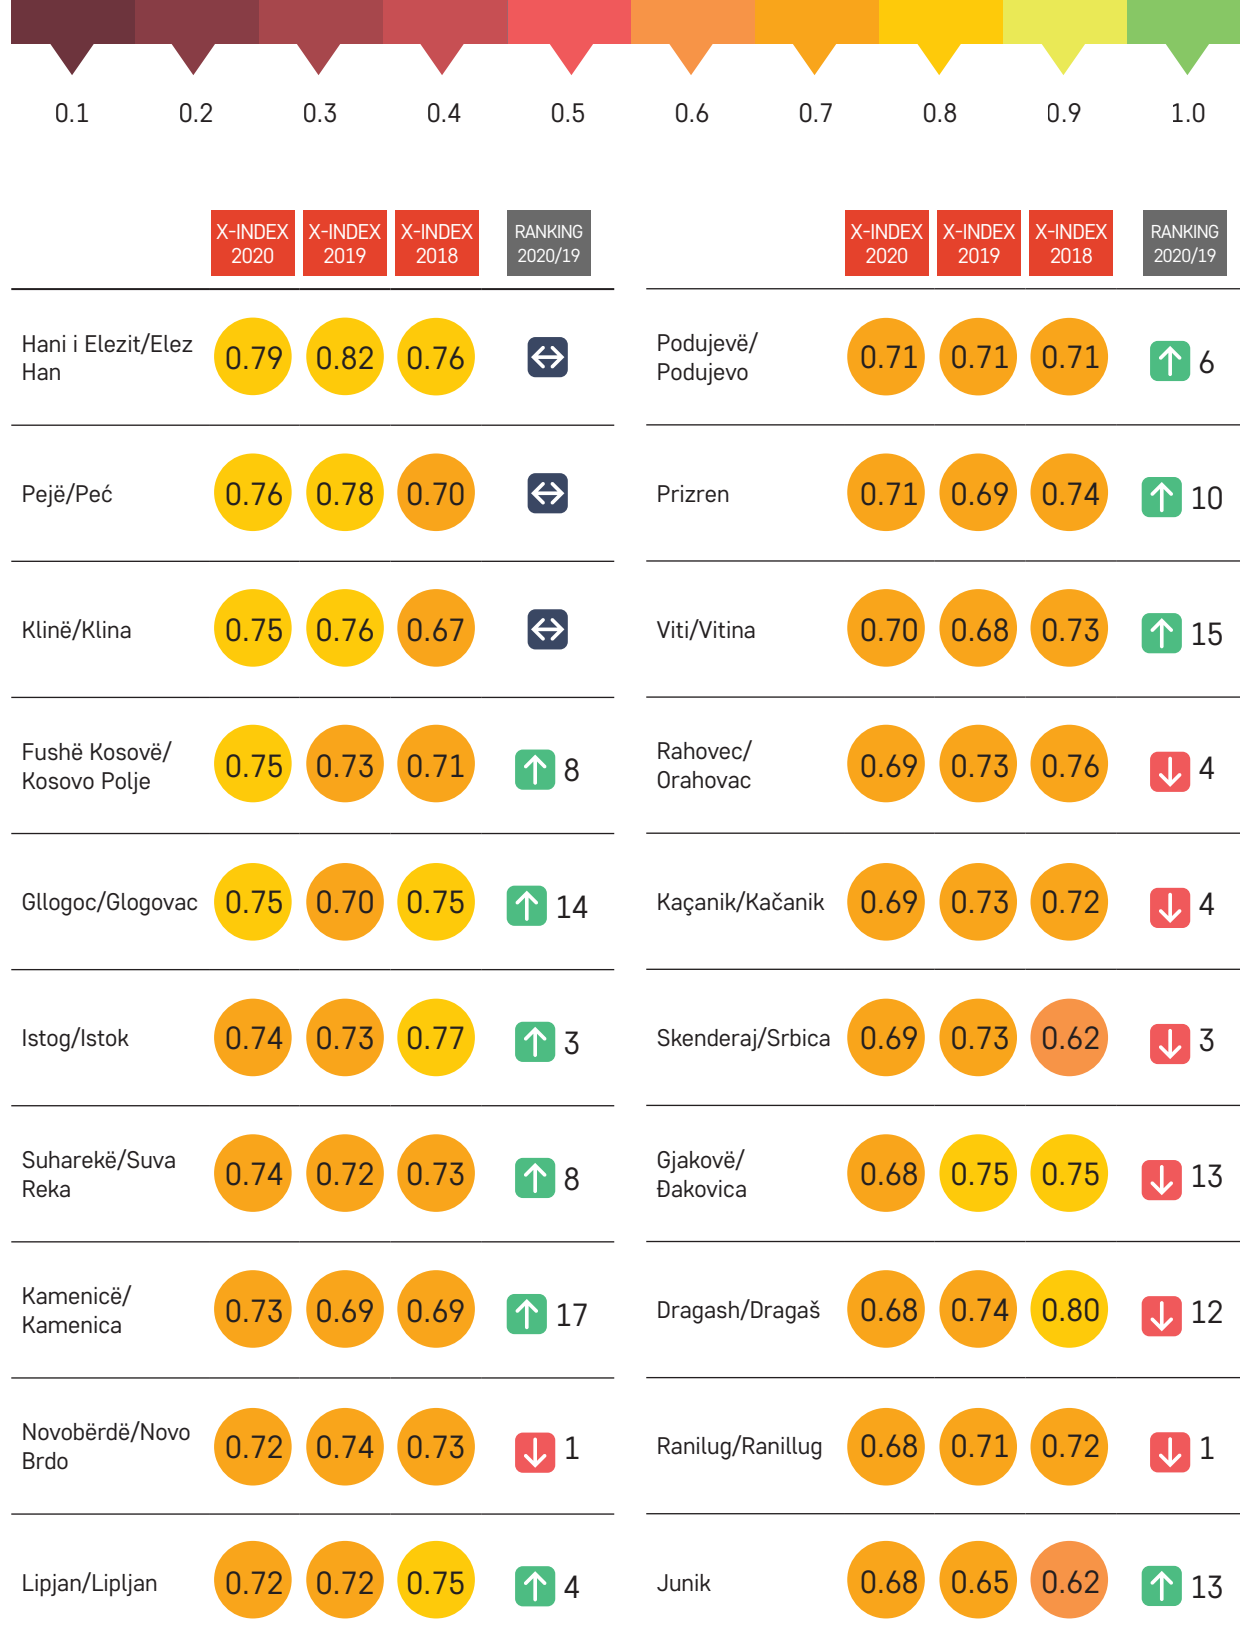 0.1 0.2 0.3 0.4 0.5 0.6 0.7 0.8 0.9 1.0
X-INDEX 2020 X-INDEX 2019 X-INDEX 2018 RANKING 2020/19
Hani i Elezit/Elez
Han
0.79 0.82 0.76
Pejë/Peć 0.76 0.78 0.70
Klinë/Klina 0.75 0.76 0.67
Fushë Kosovë/
Kosovo Polje
0.75 0.73 0.71 8
Gllogoc/Glogovac 0.75 0.70 0.75 14
Istog/Istok 0.74 0.73 0.77 3
Suharekë/Suva
Reka
0.74 0.72 0.73 8
Kamenicë/
Kamenica
0.73 0.69 0.69 17
Novobërdë/Novo
Brdo
0.72 0.74 0.73 1
Lipjan/Lipljan 0.72 0.72 0.75 4
X-INDEX 2020 X-INDEX 2019 X-INDEX 2018 RANKING 2020/19
Podujevë/
Podujevo
0.71 0.71 0.71 6
Prizren 0.71 0.69 0.74 10
Viti/Vitina 0.70 0.68 0.73 15
Rahovec/
Orahovac
0.69 0.73 0.76 4
Kaçanik/Kačanik 0.69 0.73 0.72 4
Skenderaj/Srbica 0.69 0.73 0.62 3
Gjakovë/
Đakovica
0.68 0.75 0.75 13
Dragash/Dragaš 0.68 0.74 0.80 12
Ranilug/Ranillug 0.68 0.71 0.72 1
Junik 0.68 0.65 0.62 13